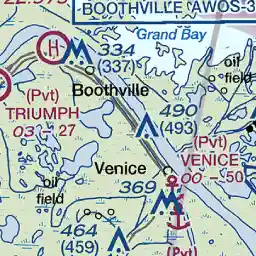 BOOTHVILLE AWOS-3
Grand Bay
H
334
(337)
oil
field
Boothville
(Pvt)
TRIUMPH
03 - 27
490
(493)
(Pvt)
VENICE
00 - 50
Venice
369
oil
field
464
(459)
(Pvt)